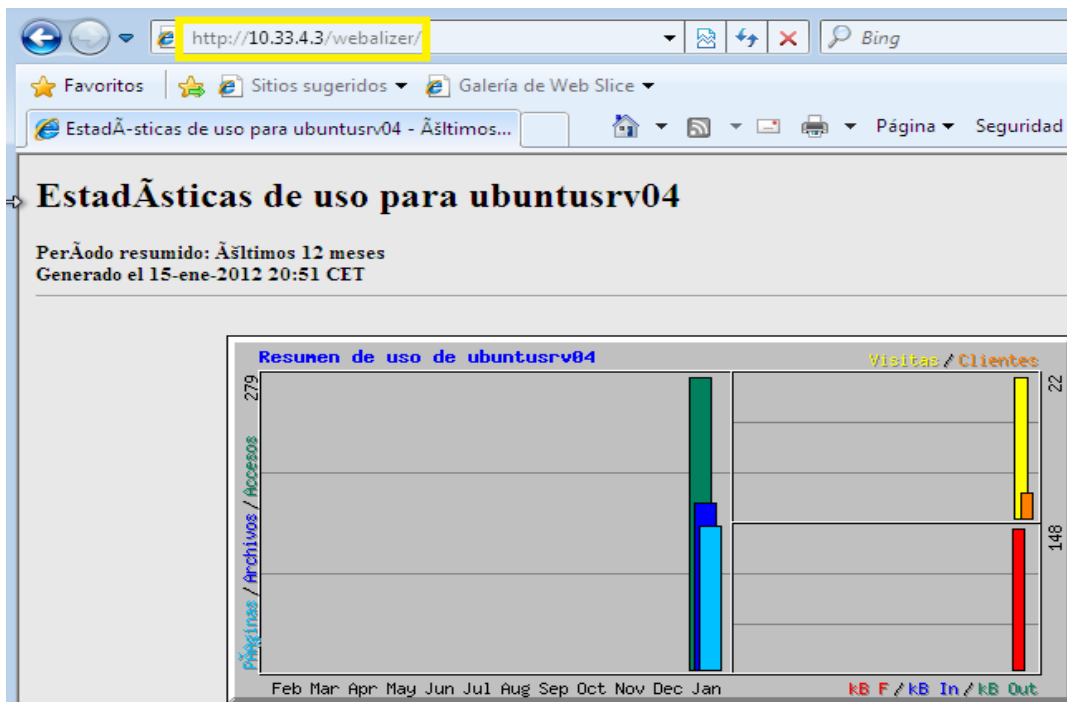 http://10.33.4.3/webalizer/
Bing
Favoritos
Sitios sugeridos
Galería de Web Slice
EstadÃ-sticas de uso para ubuntusrv04 - Ãšltimos...
Página
Seguridad
EstadÃsticas de uso para ubuntusrv04
PerÃodo resumido: Ãšltimos 12 meses
Generado el 15-ene-2012 20:51 CET
Resumen de uso de ubuntusrv04
Visitas / Clientes
279
22
PÃ¡ginas / Archivos / Accesos
148
Feb Mar Apr May Jun Jul Aug Sep Oct Nov Dec Jan
kB F / kB In / kB Out